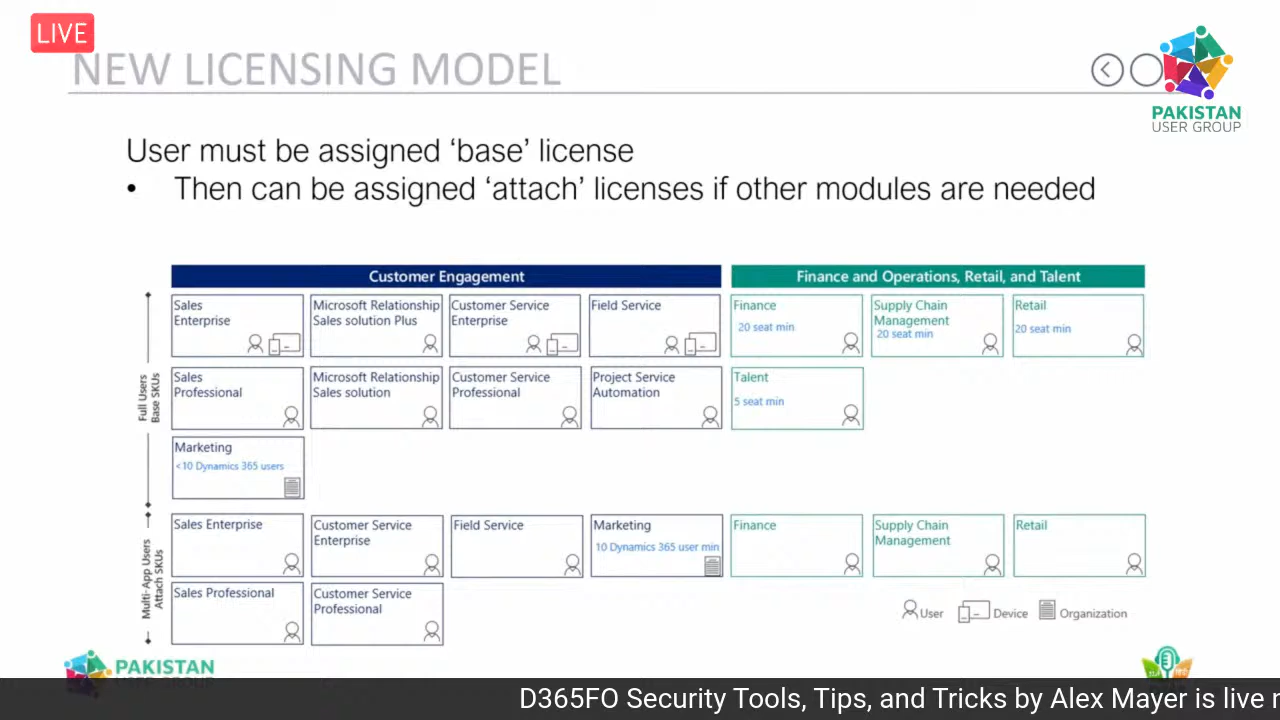 LIVE
NEW LICENSING MODEL
PAKISTAN
USER GROUP
User must be assigned ‘base’ license
• Then can be assigned ‘attach’ licenses if other modules are needed
Customer Engagement
Finance and Operations, Retail, and Talent
Full Users
Base SKUs
Sales
Enterprise
Microsoft Relationship
Sales solution Plus
Customer Service
Enterprise
Field Service
Finance
20 seat min
Supply Chain
Management
20 seat min
Retail
20 seat min
Sales
Professional
Microsoft Relationship
Sales solution
Customer Service
Professional
Project Service
Automation
Talent
5 seat min
Marketing
<10 Dynamics 365 users
Multi-App Users
Attach SKUs
Sales Enterprise
Customer Service
Enterprise
Field Service
Marketing
10 Dynamics 365 user min
Finance
Supply Chain
Management
Retail
Sales Professional
Customer Service
Professional
User
Device
Organization
PAKISTAN
USER GROUP
D365FO Security Tools, Tips, and Tricks by Alex Mayer is live